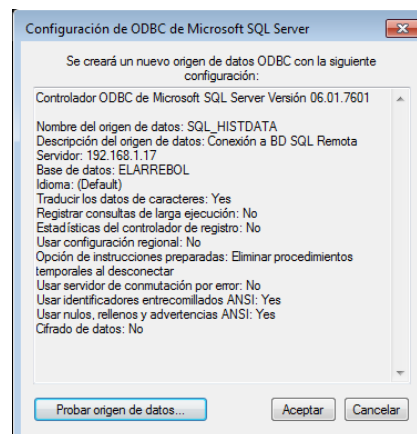 Configuración de ODBC de Microsoft SQL Server
Se creará un nuevo origen de datos ODBC con la siguiente
configuración:
Controlador ODBC de Microsoft SQL Server Versión 06.01.7601
Nombre del origen de datos: SQL_HISTDATA
Descripción del origen de datos: Conexión a BD SQL Remota
Servidor: 192.168.1.17
Base de datos: ELARREBOL
Idioma: (Default)
Traducir los datos de caracteres: Yes
Registrar consultas de larga ejecución: No
Estadísticas del controlador de registro: No
Usar configuración regional: No
Opción de instrucciones preparadas: Eliminar procedimientos
temporales al desconectar
Usar servidor de conmutación por error: No
Usar identificadores entrecomillados ANSI: Yes
Usar nulos, rellenos y advertencias ANSI: Yes
Cifrado de datos: No
Probar origen de datos...
Aceptar
Cancelar